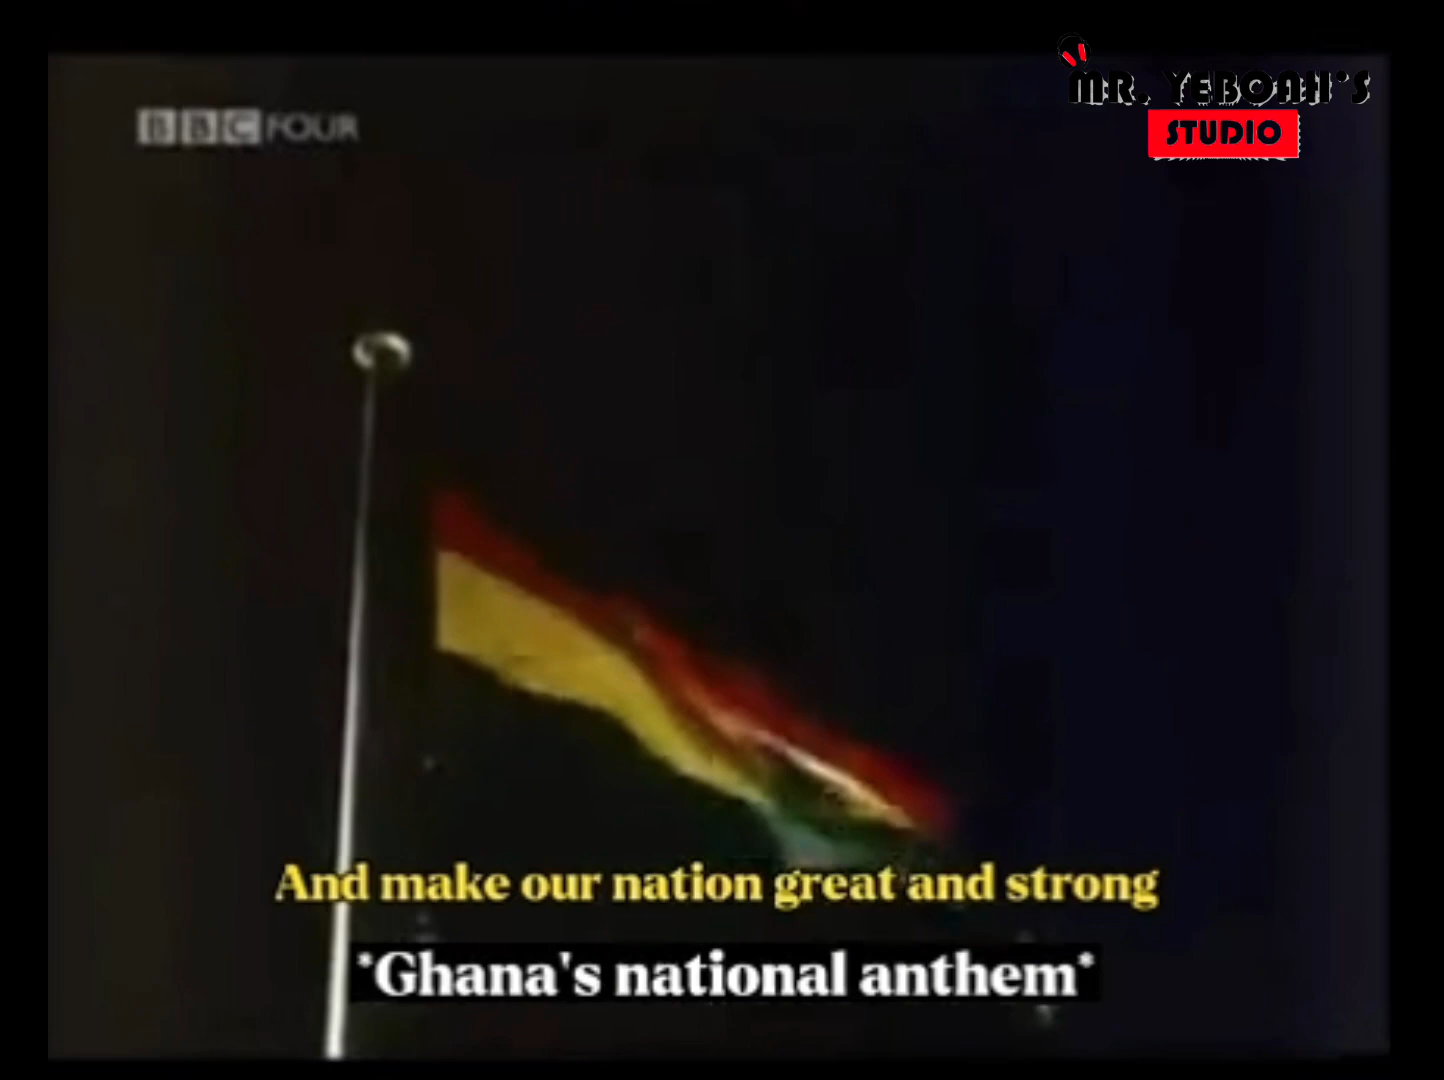 BBC FOUR
MR. YEBOAH'S
STUDIO
And make our nation great and strong
*Ghana's national anthem*